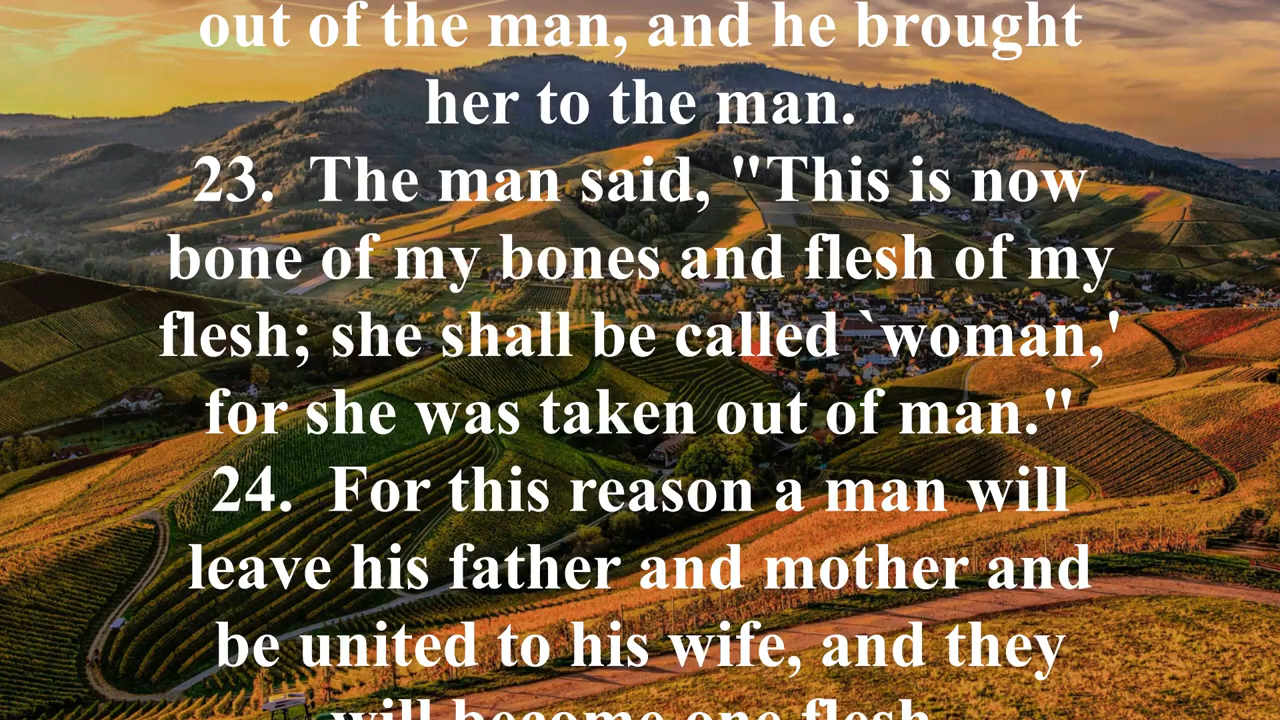 out of the man, and he brought
her to the man.
23.  The man said, "This is now
bone of my bones and flesh of my
flesh; she shall be called `woman,'
for she was taken out of man."
24.  For this reason a man will
leave his father and mother and
be united to his wife, and they
will become one flesh